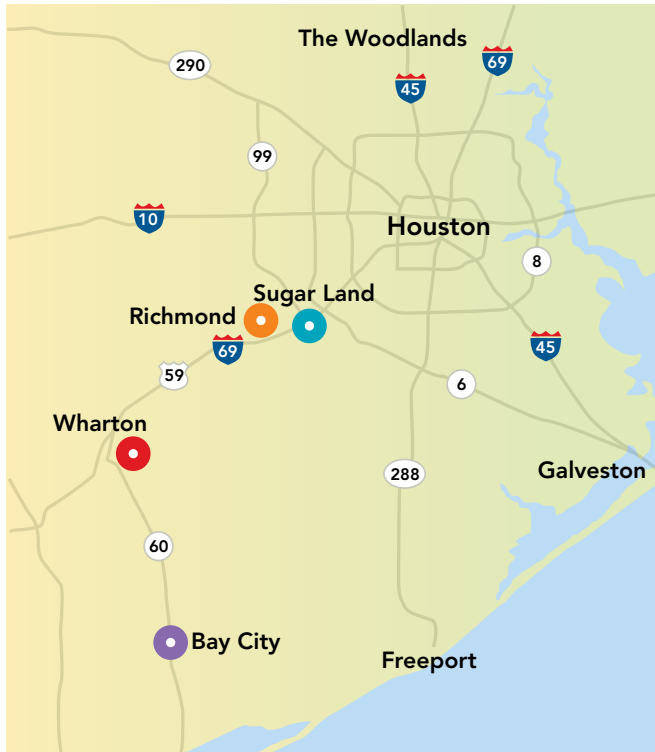 The Woodlands
290
69
45
99
10
Houston
8
Sugar Land
Richmond
69
45
59
6
Wharton
Galveston
288
60
Bay City
Freeport